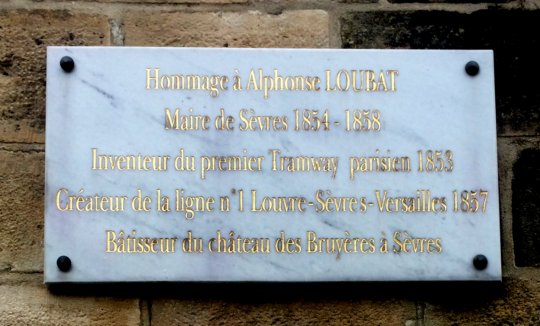 Hommage à Alphonse LOUBAT
Maire de Sèvres 1854 - 1858
Inventeur du premier Tramway parisien 1853
Créateur de la ligne n°1 Louvre-Sèvres-Versailles 1857
Bâtisseur du château des Bruyères à Sèvres